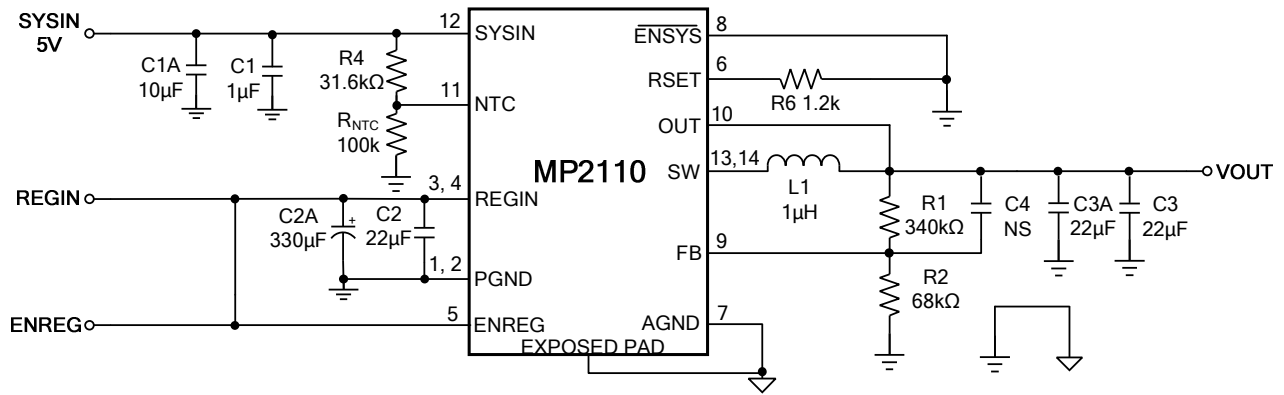 SYSIN
5V
12
SYSIN
C1A
10µF
C1
1µF
R4
31.6kΩ
11
NTC
RNTC
100k
REGIN
3, 4
REGIN
C2A
330µF
+
C2
22µF
1, 2
PGND
ENREG
5
ENREG
EXPOSED PAD
MP2110
ENSYS
8
RSET
6
R6 1.2k
OUT
10
SW
13,14
L1
1µH
VOUT
R1
340kΩ
C4
NS
C3A
22µF
C3
22µF
FB
9
R2
68kΩ
AGND
7